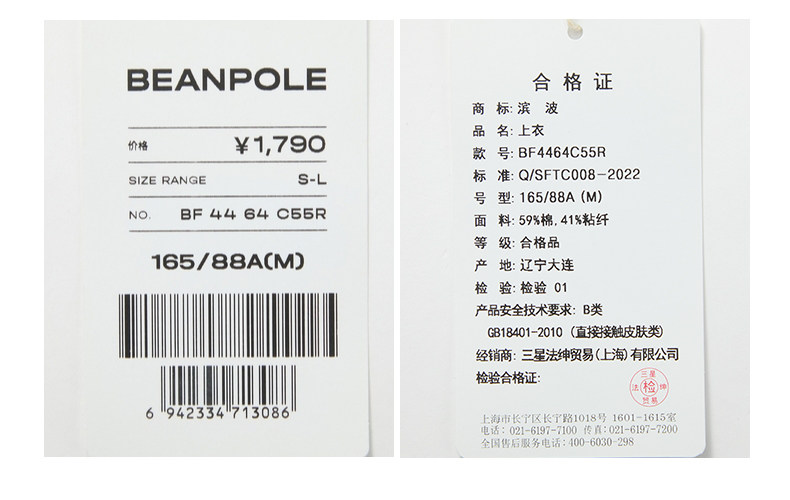 BEANPOLE
价格 ¥1,790
SIZE RANGE S-L
NO. BF 44 64 C55R
165/88A(M)
6 942334 713086
合格证
商 标: 滨 波
品 名: 上衣
款 号: BF4464C55R
标 准: Q/SFTC008-2022
号 型: 165/88A (M)
面 料: 59%棉,41%粘纤
等 级: 合格品
产 地: 辽宁大连
检 验: 检验 01
产品安全技术要求: B类
GB18401-2010 (直接接触皮肤类)
经销商: 三星法绅贸易(上海)有限公司
检验合格证:
三星
法 检 绅
贸易
上海市长宁区长宁路1018号 1601-1615室
电话: 021-6197-7100 传真: 021-6197-7200
全国售后服务电话: 400-6030-298